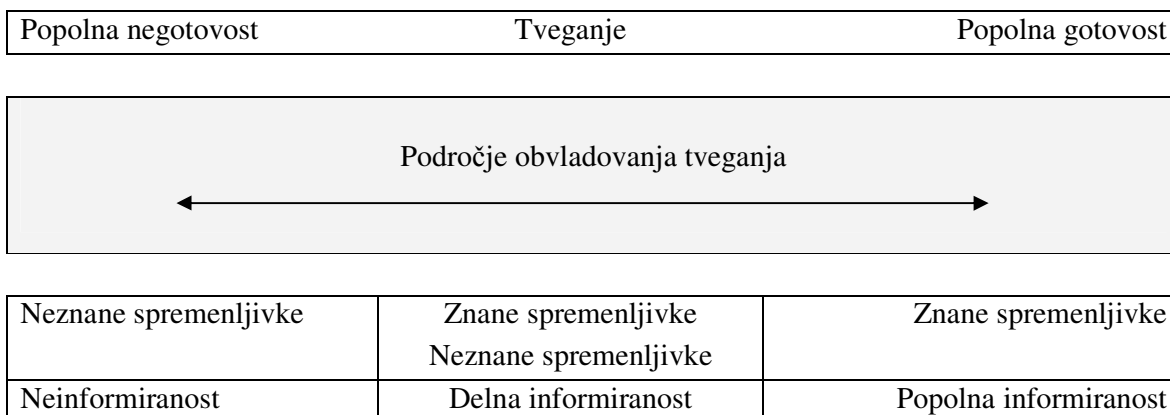 Popolna negotovost Tveganje Popolna gotovost
Področje obvladovanja tveganja
Neznane spremenljivke Znane spremenljivke Znane spremenljivke
Neznane spremenljivke
Neinformiranost Delna informiranost Popolna informiranost